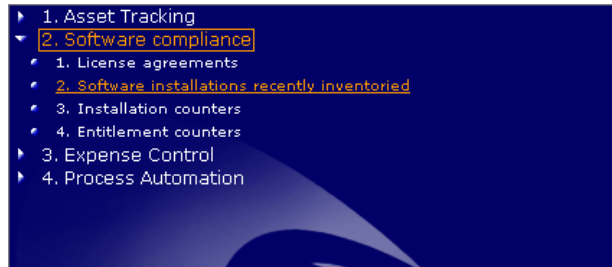 1. Asset Tracking
2. Software compliance
1. License agreements
2. Software installations recently inventoried
3. Installation counters
4. Entitlement counters
3. Expense Control
4. Process Automation